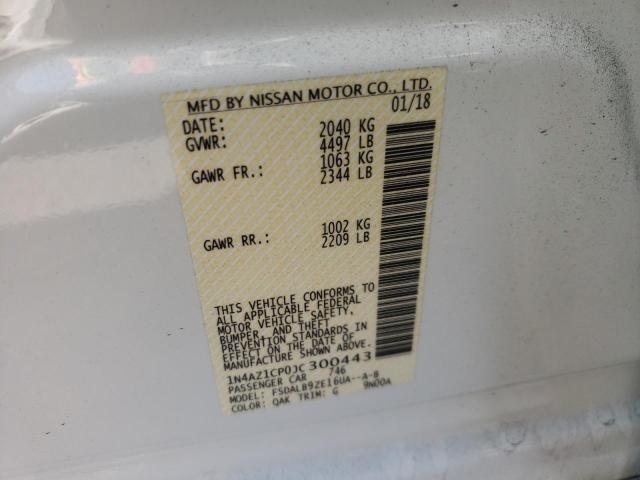 MFD BY NISSAN MOTOR CO., LTD.
DATE: 01/18
GVWR: 2040 KG
4497 LB
GAWR FR.: 1063 KG
2344 LB
GAWR RR.: 1002 KG
2209 LB
THIS VEHICLE CONFORMS TO
ALL APPLICABLE FEDERAL
MOTOR VEHICLE SAFETY,
BUMPER, AND THEFT
PREVENTION STANDARDS IN
EFFECT ON THE DATE OF
MANUFACTURE SHOWN ABOVE.
1N4AZ1CP0JC300443
PASSENGER CAR 746
MODEL: FSDALB9ZE16UA--A-B
COLOR: QAK TRIM: G 9N00A